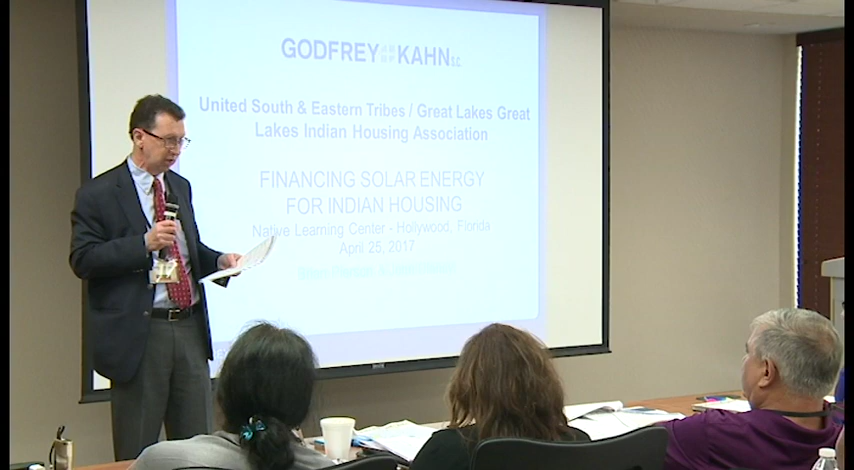 GODFREY KAHN S.C.
United South & Eastern Tribes / Great Lakes Great
Lakes Indian Housing Association
FINANCING SOLAR ENERGY
FOR INDIAN HOUSING
Native Learning Center - Hollywood, Florida
April 25, 2017